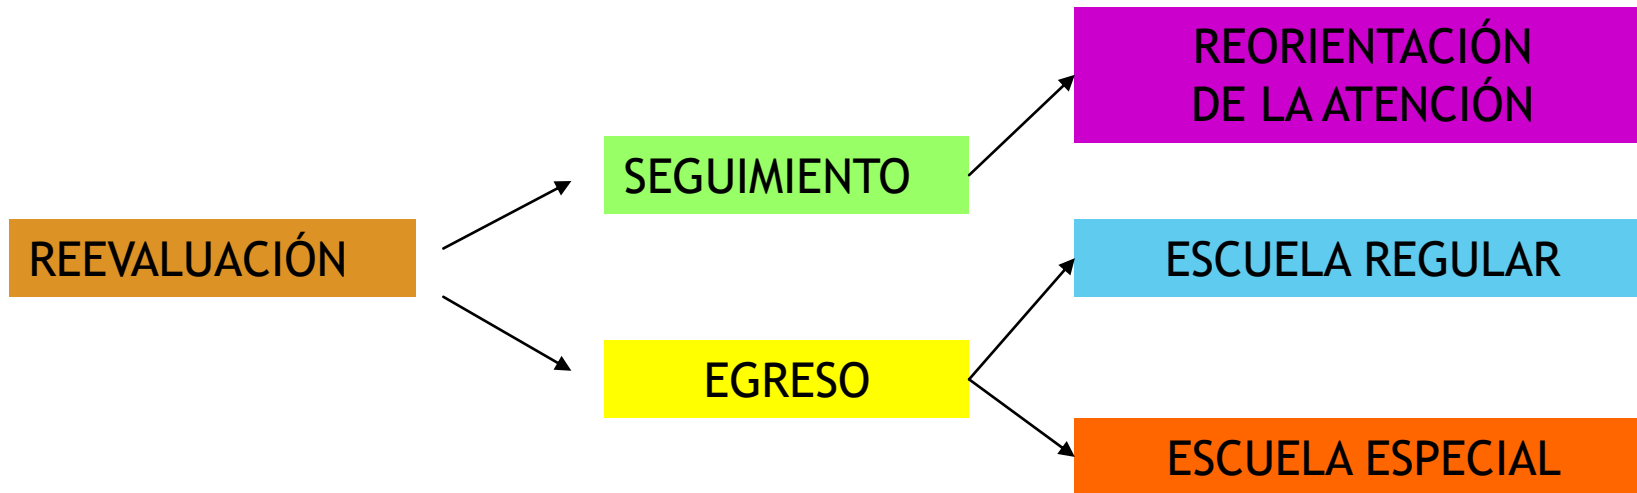 REORIENTACIÓN
DE LA ATENCIÓN
SEGUIMIENTO
REEVALUACIÓN
ESCUELA REGULAR
EGRESO
ESCUELA ESPECIAL